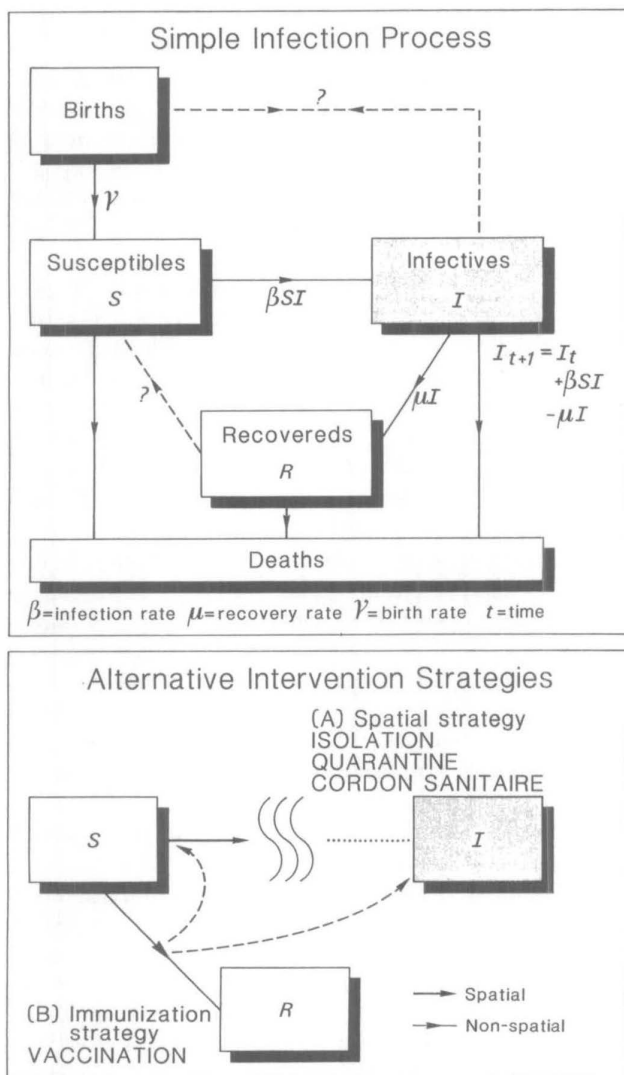 Simple Infection Process
Births
?
γ
Susceptibles
S
βSI
Infectives
I
I_{t+1} = I_t
+βSI
-μI
?
μI
Recovereds
R
Deaths
β=infection rate μ=recovery rate γ=birth rate t=time
Alternative Intervention Strategies
(A) Spatial strategy
ISOLATION
QUARANTINE
CORDON SANITAIRE
S
I
R
(B) Immunization
strategy
VACCINATION
Spatial
Non-spatial